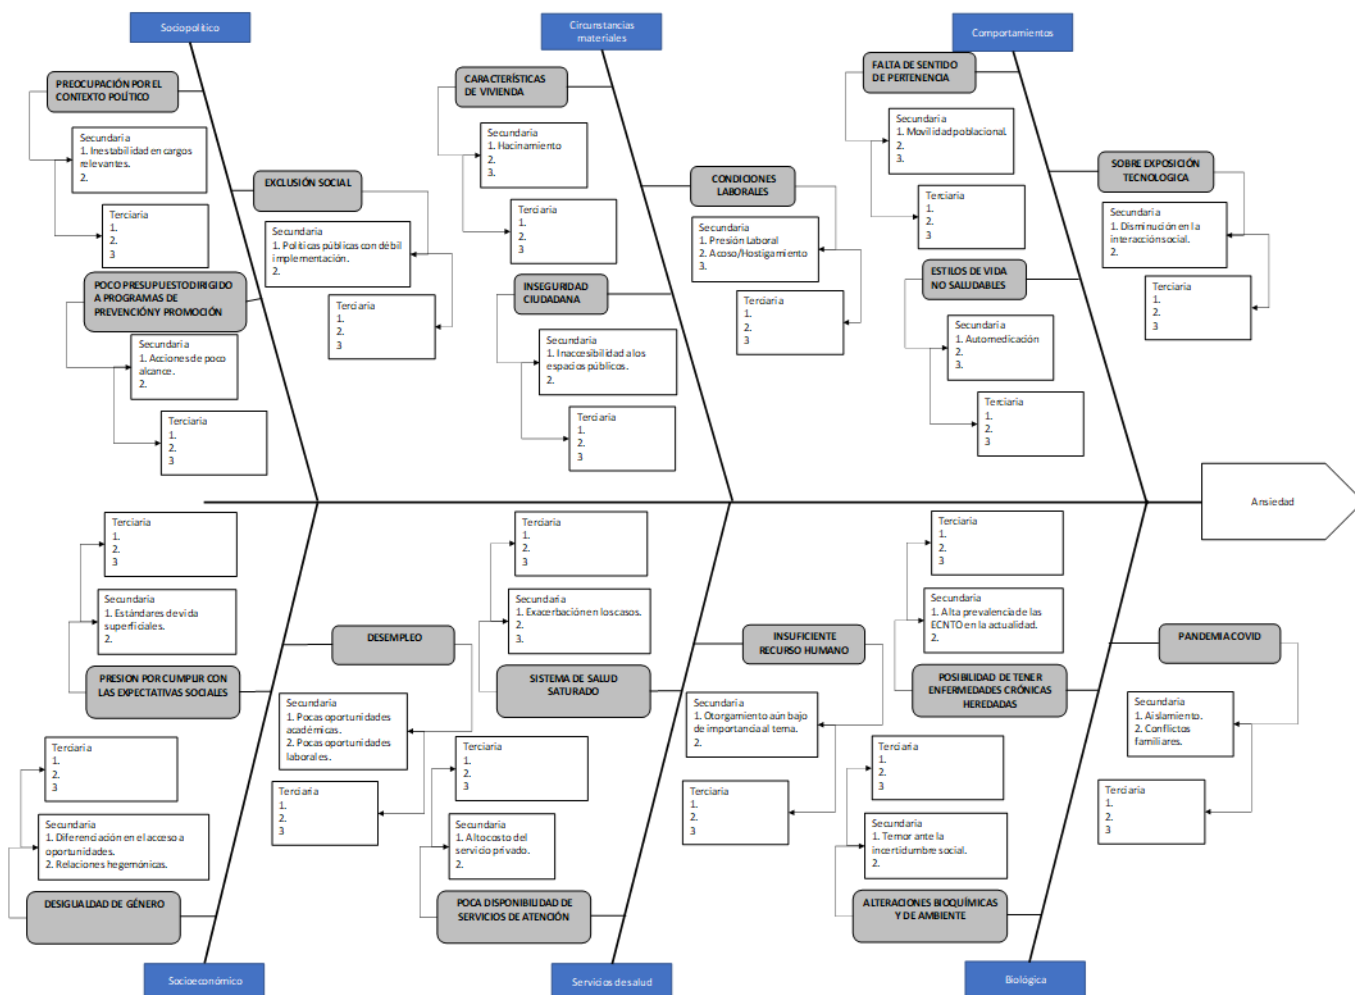 Sociopolítico
PREOCUPACIÓN POR EL
CONTEXTO POLÍTICO
Secundaria
1. Inestabilidad en cargos
relevantes.
2.
Terciaria
1.
2.
3
EXCLUSIÓN SOCIAL
Secundaria
1. Políticas públicas con débil
implementación.
2.
Terciaria
1.
2.
3
POCO PRESUPUESTO DIRIGIDO
A PROGRAMAS DE
PREVENCIÓN Y PROMOCIÓN
Secundaria
1. Acciones de poco
alcance.
2.
Terciaria
1.
2.
3
Circunstancias
materiales
CARACTERÍSTICAS
DE VIVIENDA
Secundaria
1. Hacinamiento
2.
3.
Terciaria
1.
2.
3
CONDICIONES
LABORALES
Secundaria
1. Presión Laboral
2. Acoso/Hostigamiento
3.
Terciaria
1.
2.
3
INSEGURIDAD
CIUDADANA
Secundaria
1. Inaccesibilidad a los
espacios públicos.
2.
Terciaria
1.
2.
3
Comportamientos
FALTA DE SENTIDO
DE PERTENENCIA
Secundaria
1. Movilidad poblacional.
2.
3.
Terciaria
1.
2.
3
SOBRE EXPOSICIÓN
TECNOLOGICA
Secundaria
1. Disminución en la
interacción social.
2.
Terciaria
1.
2.
3
ESTILOS DE VIDA
NO SALUDABLES
Secundaria
1. Automedicación
2.
3.
Terciaria
1.
2.
3
Ansiedad
Terciaria
1.
2.
3
Secundaria
1. Estándares de vida
superficiales.
2.
PRESION POR CUMPLIR CON
LAS EXPECTATIVAS SOCIALES
DESEMPLEO
Secundaria
1. Pocas oportunidades
académicas.
2. Pocas oportunidades
laborales.
Terciaria
1.
2.
3
Terciaria
1.
2.
3
Secundaria
1. Diferenciación en el acceso a
oportunidades.
2. Relaciones hegemónicas.
DESIGUALDAD DE GÉNERO
Socioeconómico
Terciaria
1.
2.
3
Secundaria
1. Exacerbación en los casos.
2.
3.
SISTEMA DE SALUD
SATURADO
INSUFICIENTE
RECURSO HUMANO
Secundaria
1. Otorgamiento aún bajo
de importancia al tema.
2.
Terciaria
1.
2.
3
Terciaria
1.
2.
3
Secundaria
1. Alto costo del
servicio privado.
2.
POCA DISPONIBILIDAD DE
SERVICIOS DE ATENCIÓN
Servicios de salud
Terciaria
1.
2.
3
Secundaria
1. Alta prevalencia de las
ECNTO en la actualidad.
2.
POSIBILIDAD DE TENER
ENFERMEDADES CRÓNICAS
HEREDADAS
PANDEMIA COVID
Secundaria
1. Aislamiento.
2. Conflictos
familiares.
Terciaria
1.
2.
3
Terciaria
1.
2.
3
Secundaria
1. Temor ante la
incertidumbre social.
2.
ALTERACIONES BIOQUÍMICAS
Y DE AMBIENTE
Biológica